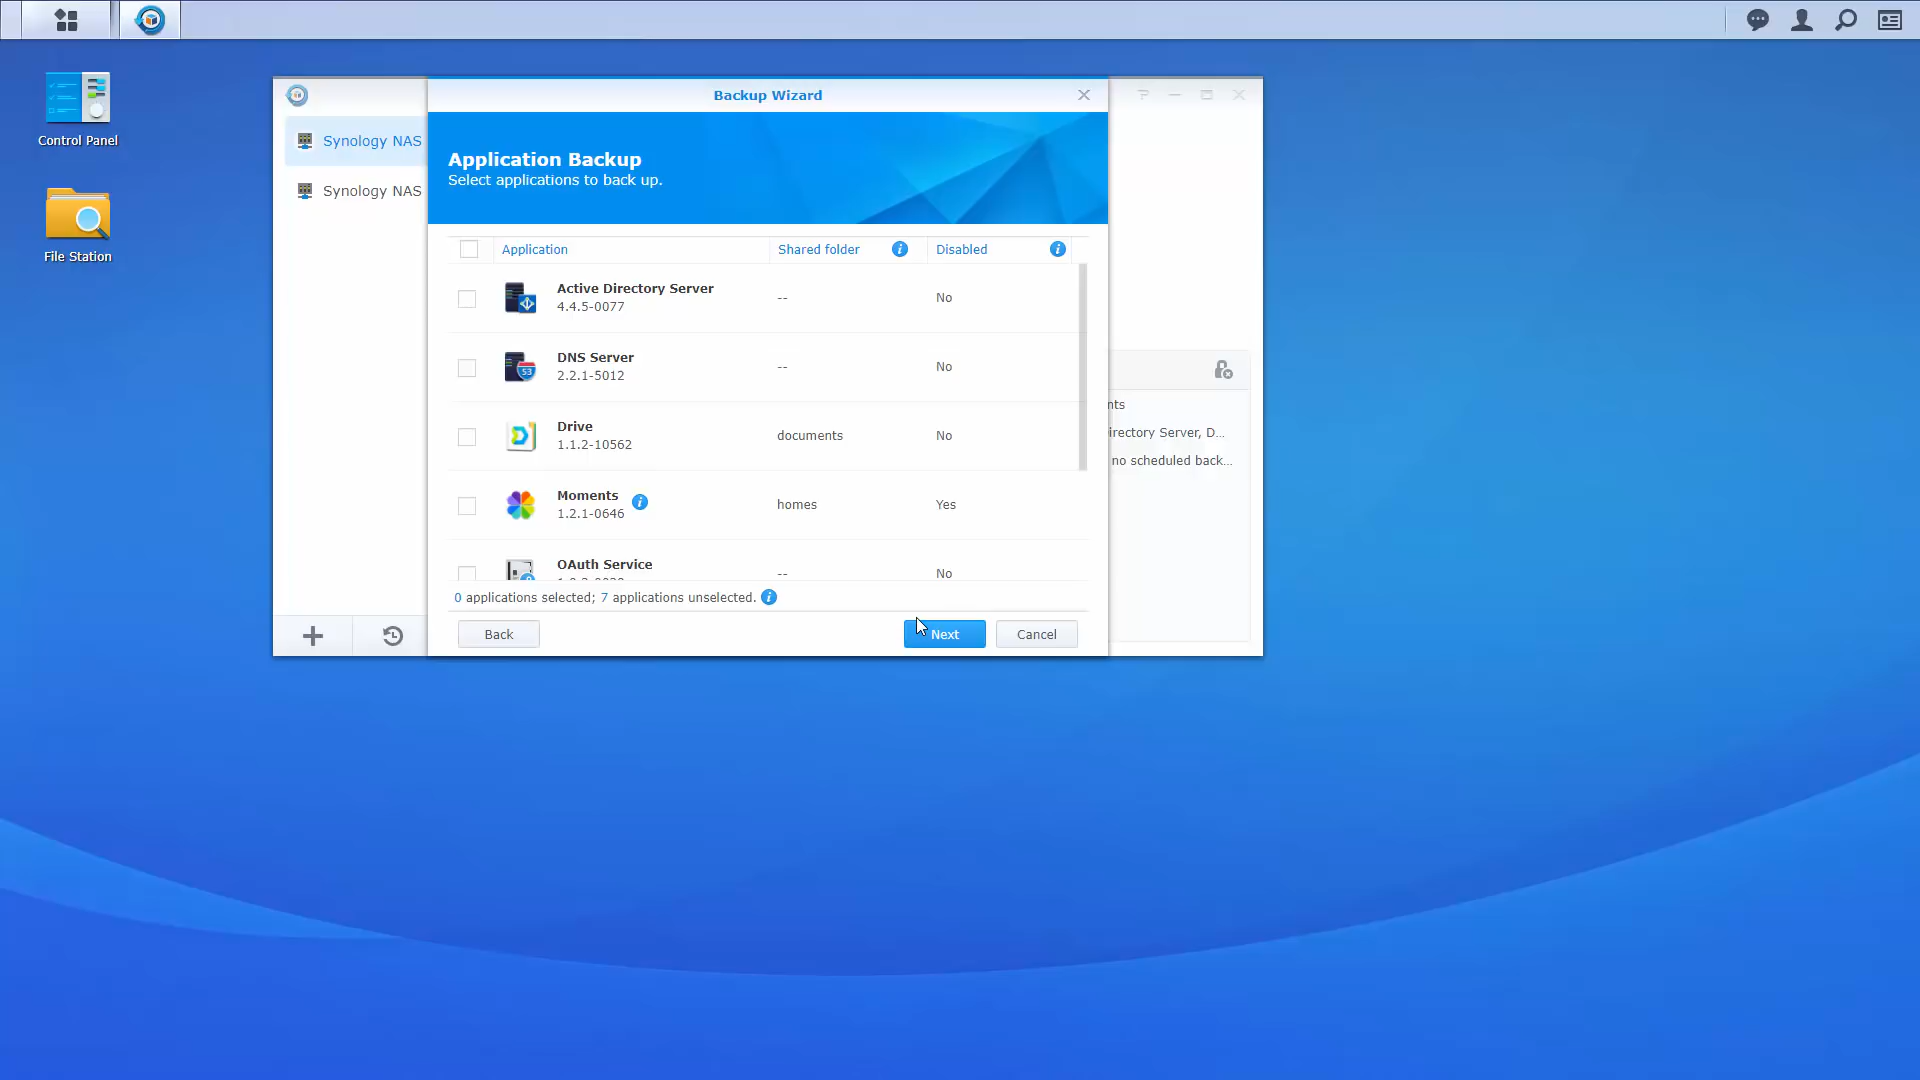 Control Panel
File Station
Synology NAS
Synology NAS
Backup Wizard
Application Backup
Select applications to back up.
Application Shared folder Disabled
Active Directory Server
4.4.5-0077
--
No
DNS Server
2.2.1-5012
--
No
Drive
1.1.2-10562
documents
No
Moments
1.2.1-0646
homes
Yes
OAuth Service
--
No
0 applications selected; 7 applications unselected.
Back
Next
Cancel
nts
irectory Server, D...
no scheduled back...